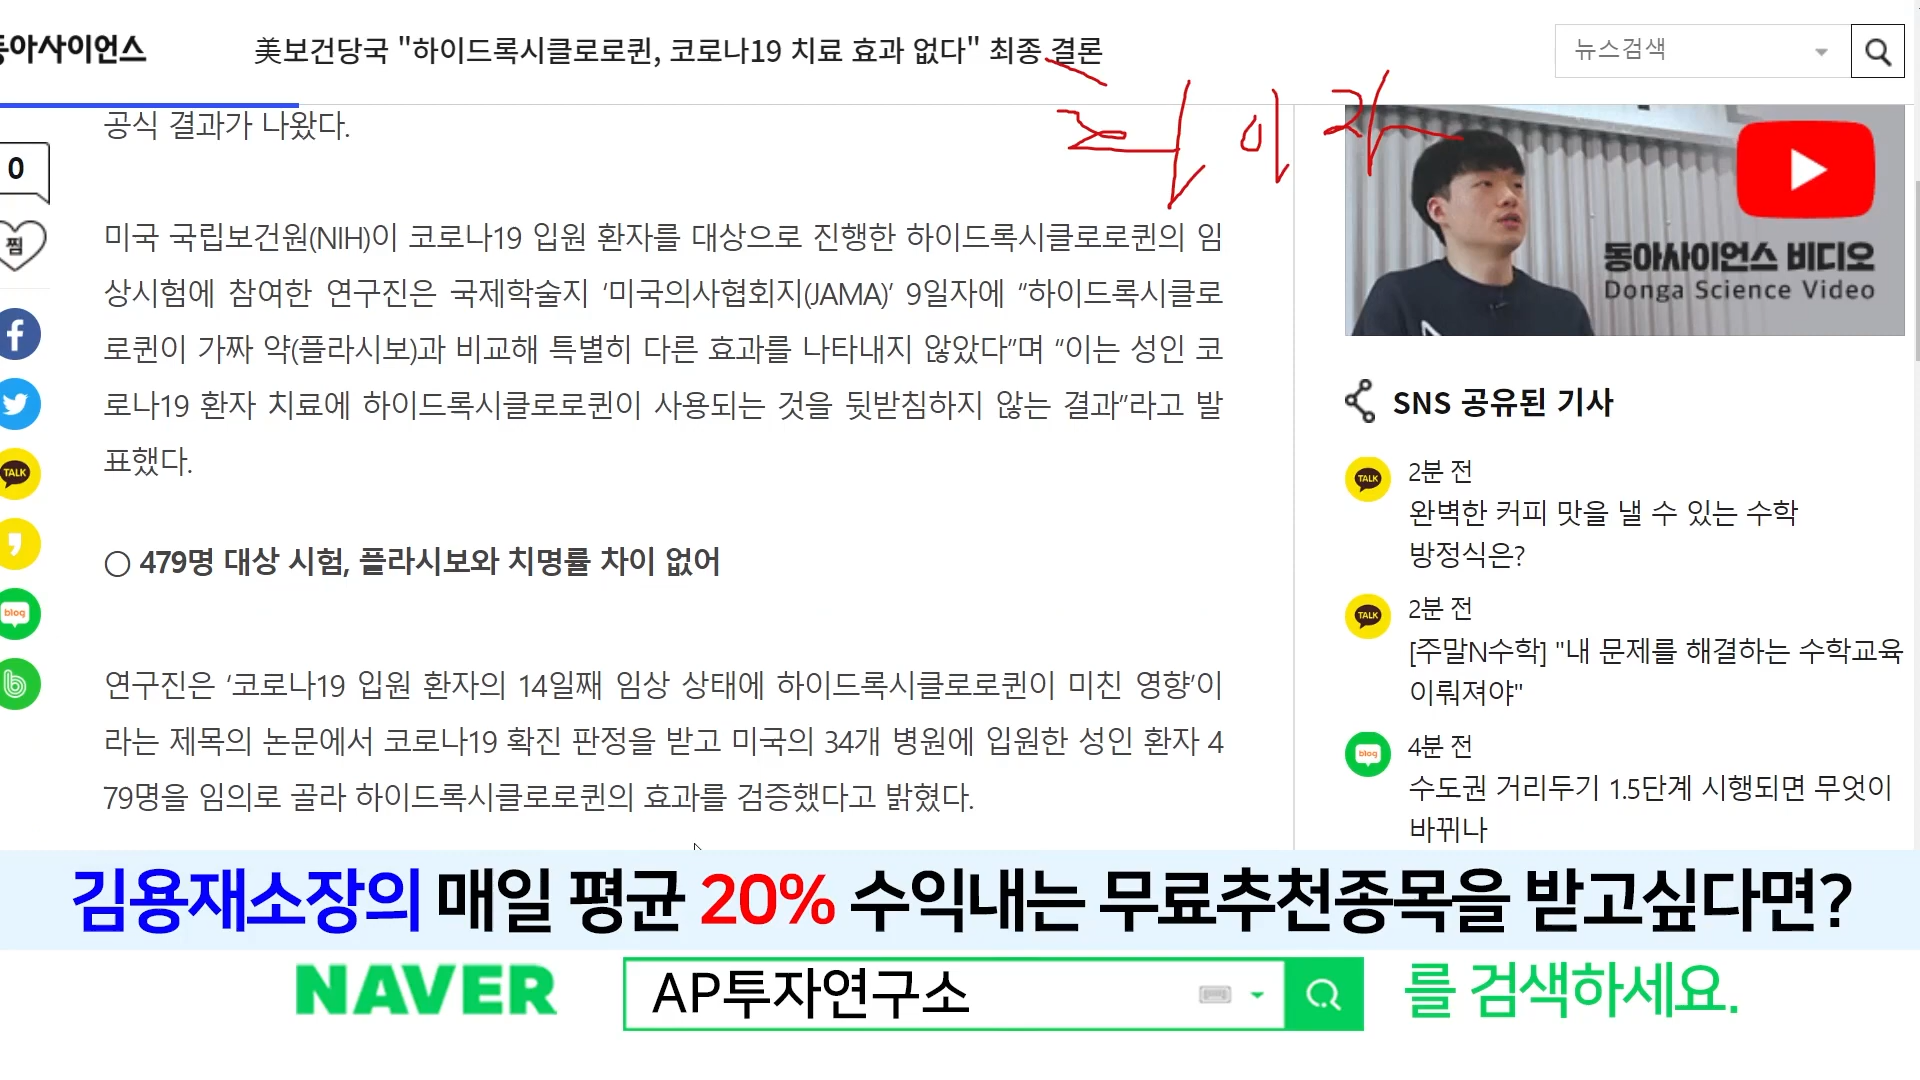 동아사이언스
美보건당국 "하이드록시클로로퀸, 코로나19 치료 효과 없다" 최종 결론
뉴스검색
공식 결과가 나왔다.
0
찜
미국 국립보건원(NIH)이 코로나19 입원 환자를 대상으로 진행한 하이드록시클로로퀸의 임
상시험에 참여한 연구진은 국제학술지 ‘미국의사협회지(JAMA)’ 9일자에 “하이드록시클로
로퀸이 가짜 약(플라시보)과 비교해 특별히 다른 효과를 나타내지 않았다”며 “이는 성인 코
로나19 환자 치료에 하이드록시클로로퀸이 사용되는 것을 뒷받침하지 않는 결과”라고 발
표했다.
○ 479명 대상 시험, 플라시보와 치명률 차이 없어
연구진은 ‘코로나19 입원 환자의 14일째 임상 상태에 하이드록시클로로퀸이 미친 영향’이
라는 제목의 논문에서 코로나19 확진 판정을 받고 미국의 34개 병원에 입원한 성인 환자 4
79명을 임의로 골라 하이드록시클로로퀸의 효과를 검증했다고 밝혔다.
TALK
blog
동아사이언스 비디오
Donga Science Video
SNS 공유된 기사
TALK
2분 전
완벽한 커피 맛을 낼 수 있는 수학
방정식은?
TALK
2분 전
[주말N수학] "내 문제를 해결하는 수학교육
이뤄져야"
blog
4분 전
수도권 거리두기 1.5단계 시행되면 무엇이
바뀌나
김용재소장의 매일 평균 20% 수익내는 무료추천종목을 받고싶다면?
NAVER AP투자연구소 를 검색하세요.